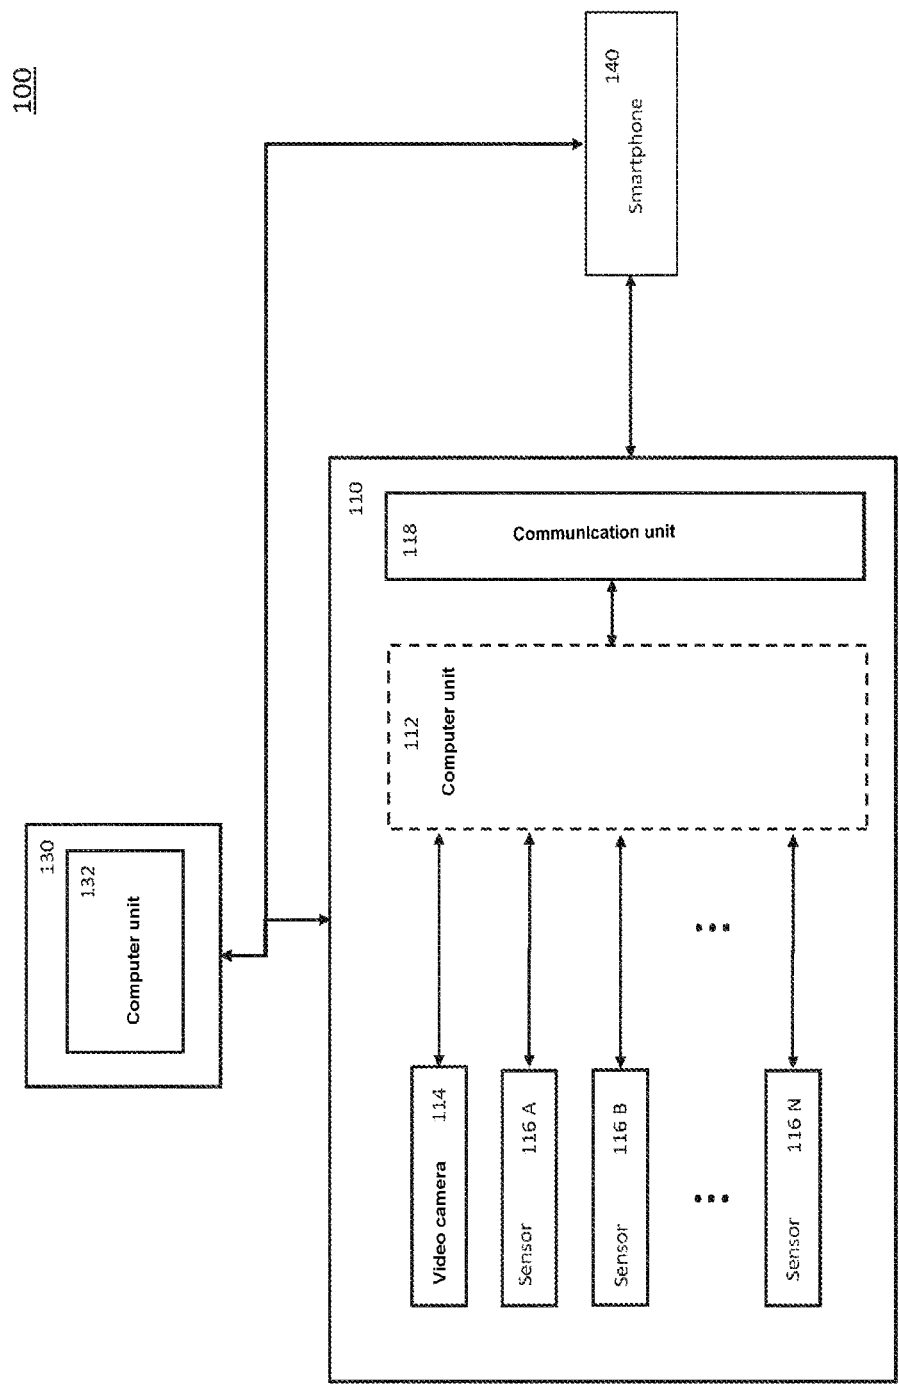 100
130
132
Computer unit
140
Smartphone
110
118
Communication unit
112
Computer unit
Video camera 114
Sensor 116 A
Sensor 116 B
...
...
Sensor 116 N